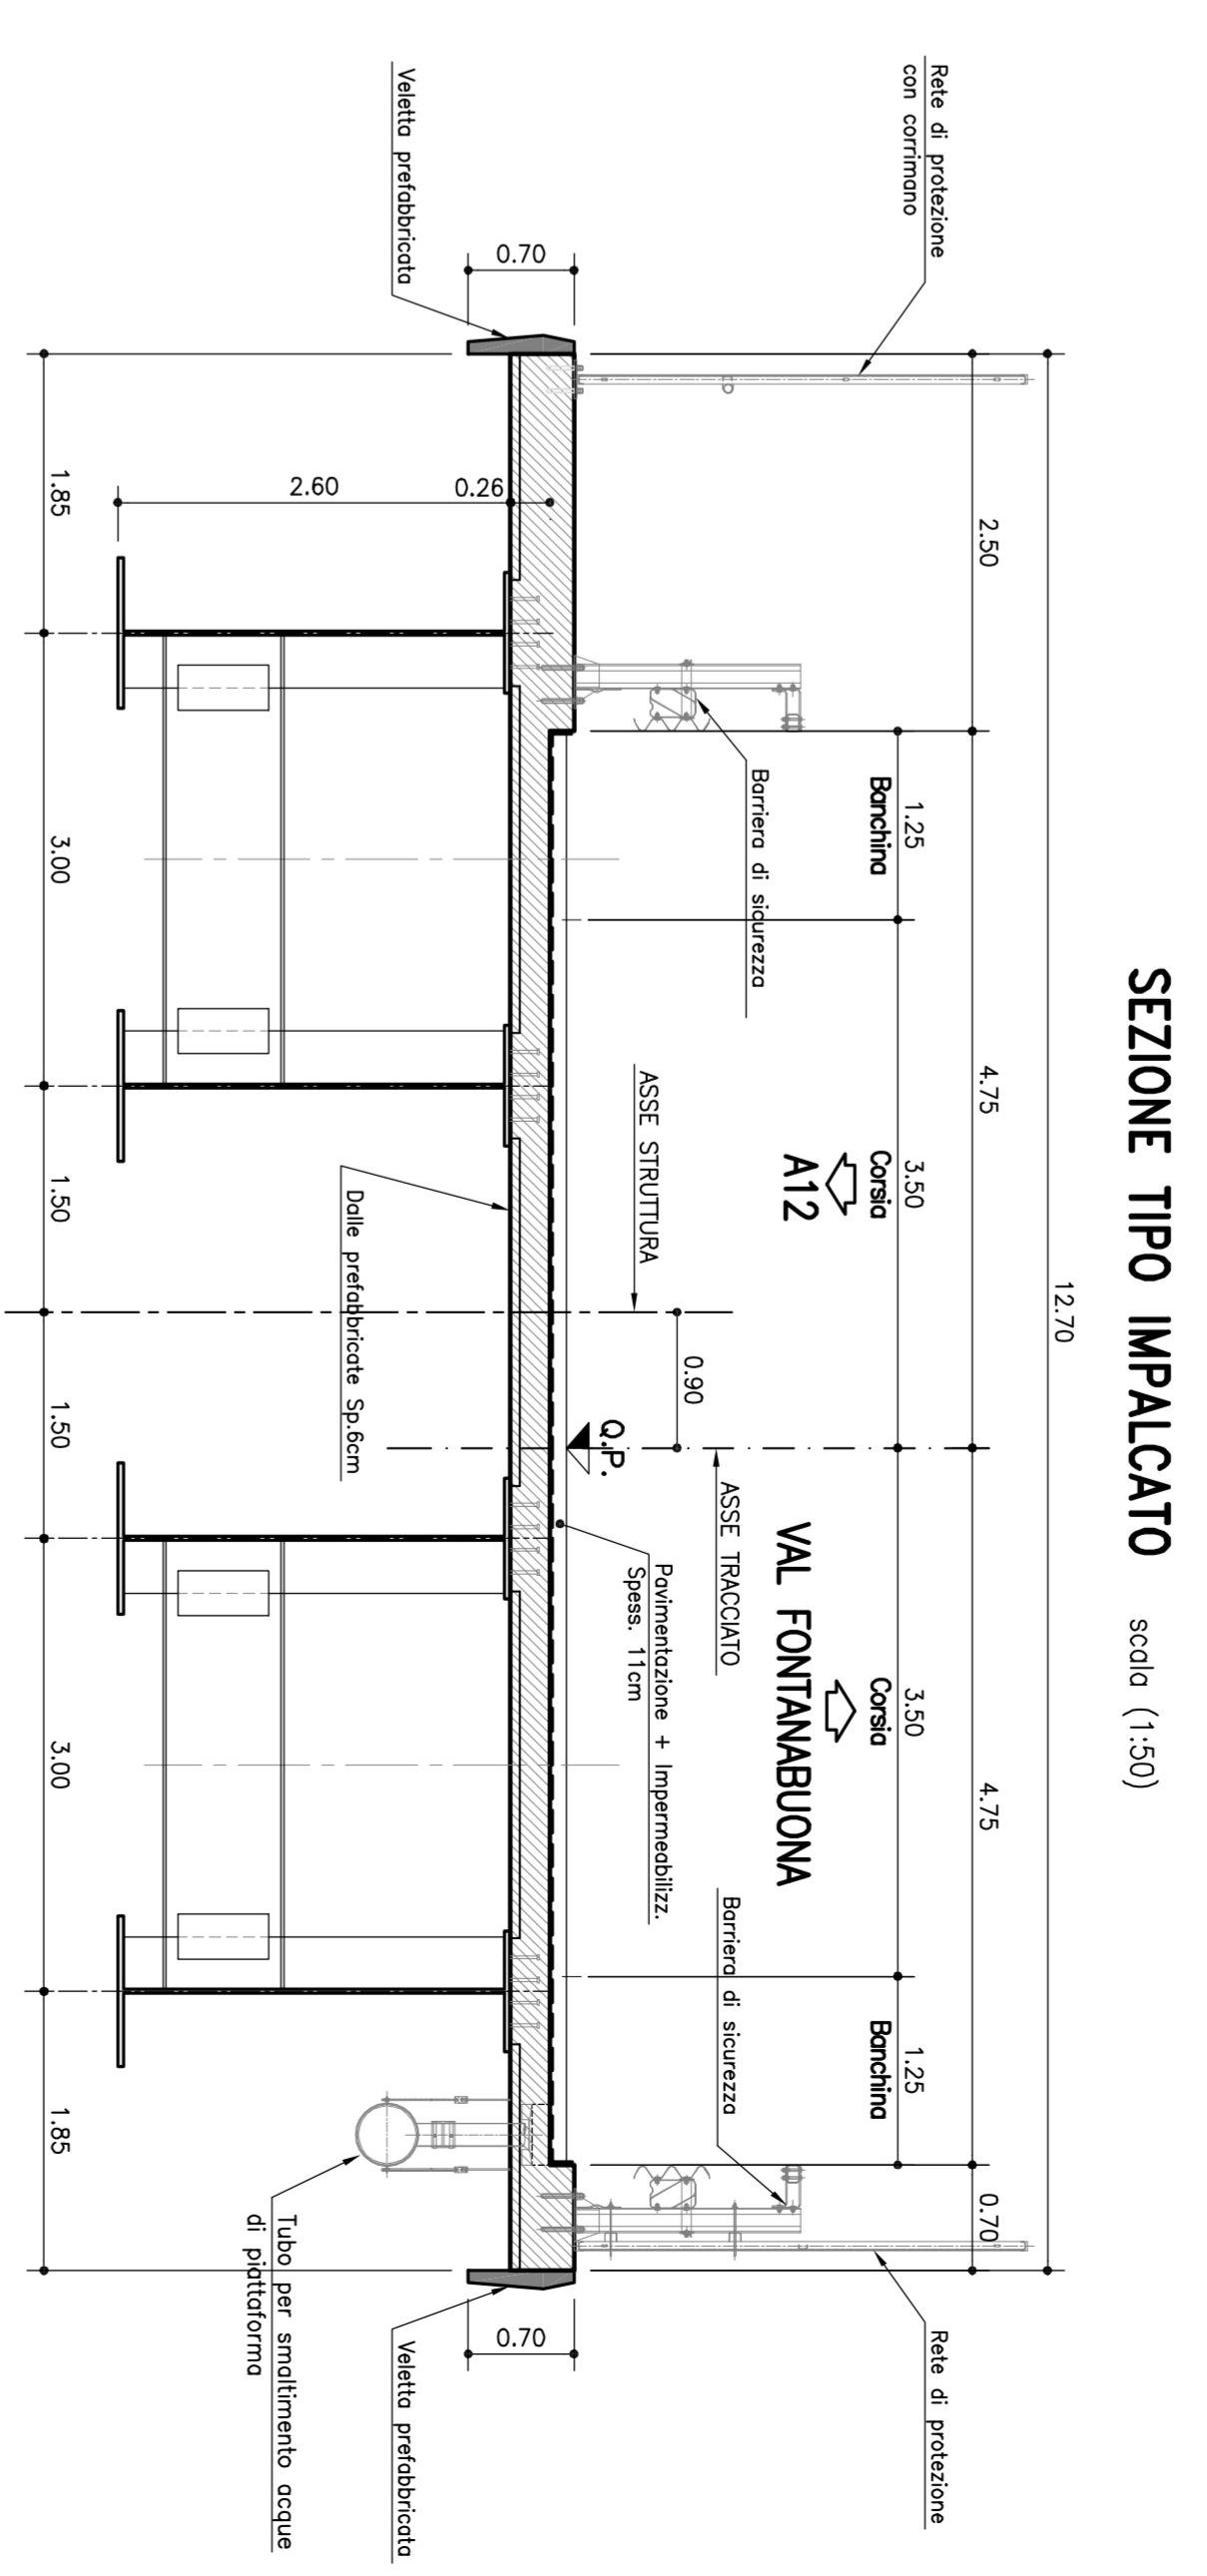 SEZIONE TIPO IMPALCATO scala (1:50)
12.70
2.50
4.75
4.75
0.70
1.25
3.50
3.50
1.25
Banchina
Corsia
Corsia
Banchina
A12
VAL FONTANABUONA
Rete di protezione
con corrimano
Rete di protezione
Barriera di sicurezza
Barriera di sicurezza
ASSE STRUTTURA
0.90
ASSE TRACCIATO
Q.P.
Pavimentazione + Impermeabilizz.
Spess. 11cm
0.70
0.70
Veletta prefabbricata
Veletta prefabbricata
0.26
2.60
Dalle prefabbricate Sp.6cm
Tubo per smaltimento acque
di piattaforma
1.85
3.00
1.50
1.50
3.00
1.85